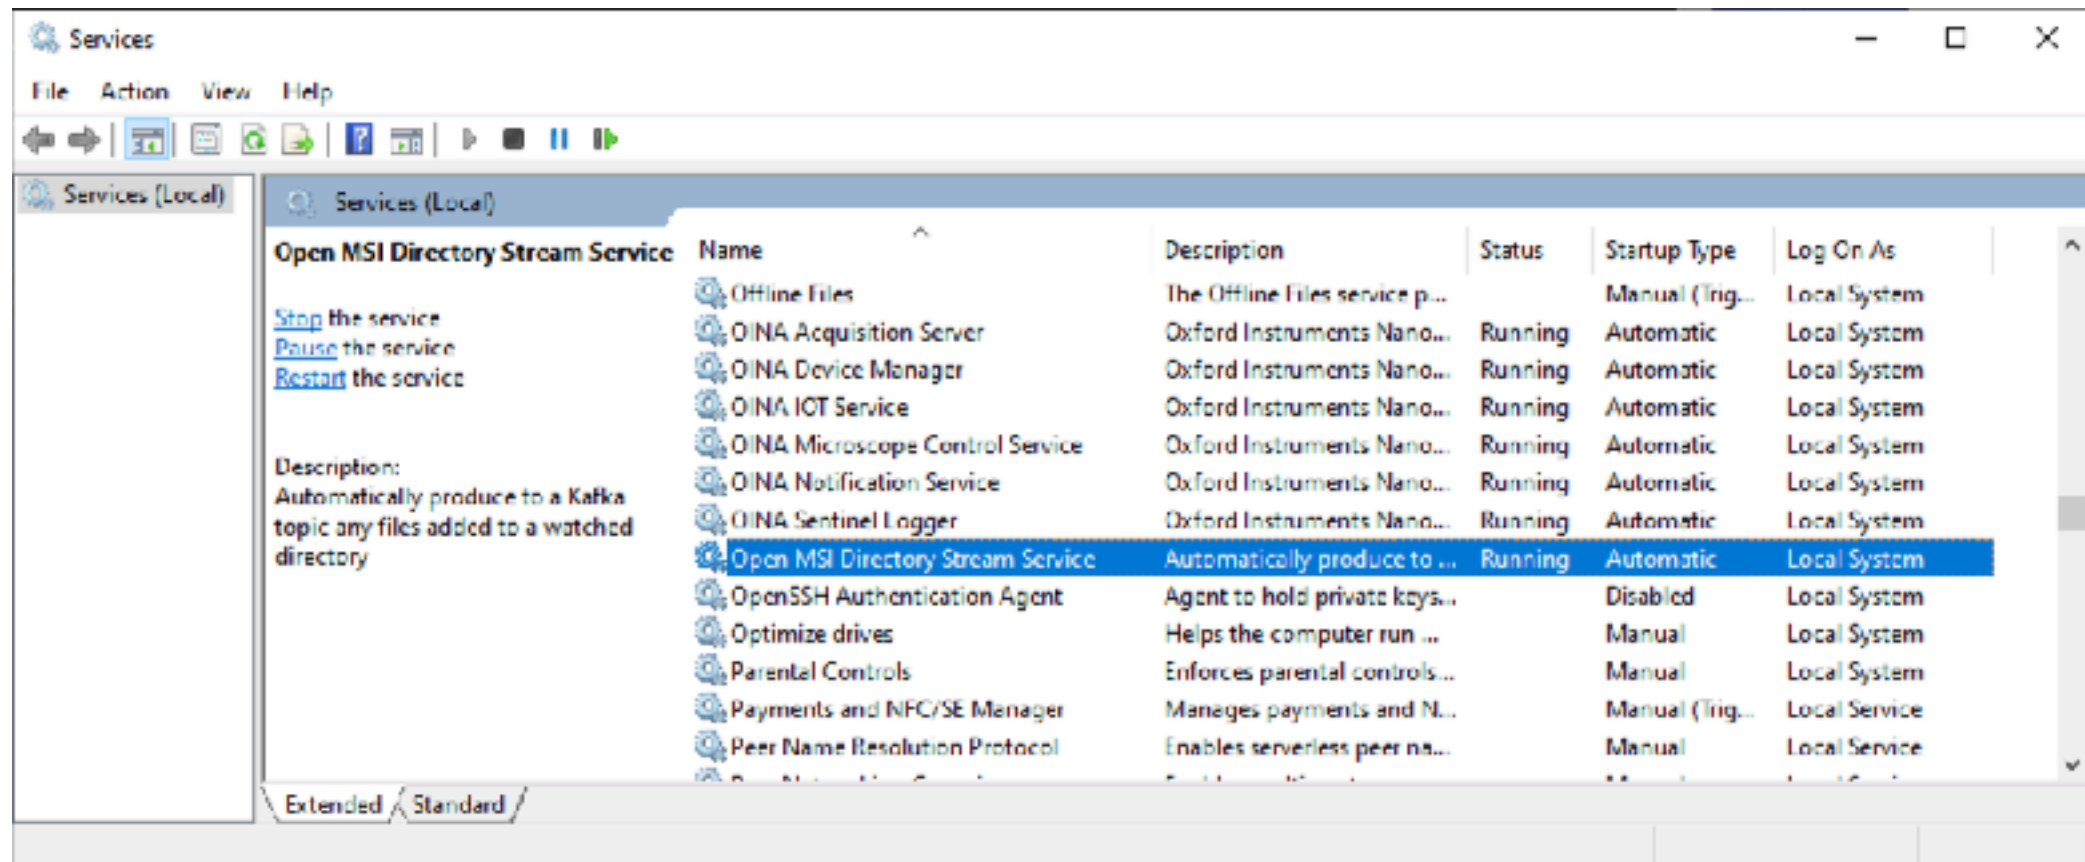 Services
File Action View Help
Services (Local)
Services (Local)
Open MSI Directory Stream Service
Stop the service
Pause the service
Restart the service
Description:
Automatically produce to a Kafka
topic any files added to a watched
directory
Name Description Status Startup Type Log On As
Offline Files The Offline Files service p... Manual (Trig... Local System
OINA Acquisition Server Oxford Instruments Nano... Running Automatic Local System
OINA Device Manager Oxford Instruments Nano... Running Automatic Local System
OINA IOT Service Oxford Instruments Nano... Running Automatic Local System
OINA Microscope Control Service Oxford Instruments Nano... Running Automatic Local System
OINA Notification Service Oxford Instruments Nano... Running Automatic Local System
OINA Sentinel Logger Oxford Instruments Nano... Running Automatic Local System
Open MSI Directory Stream Service Automatically produce to ... Running Automatic Local System
OpenSSH Authentication Agent Agent to hold private keys... Disabled Local System
Optimize drives Helps the computer run ... Manual Local System
Parental Controls Enforces parental controls... Manual Local System
Payments and NFC/SE Manager Manages payments and N... Manual (Trig... Local Service
Peer Name Resolution Protocol Enables serverless peer na... Manual Local Service
Extended Standard